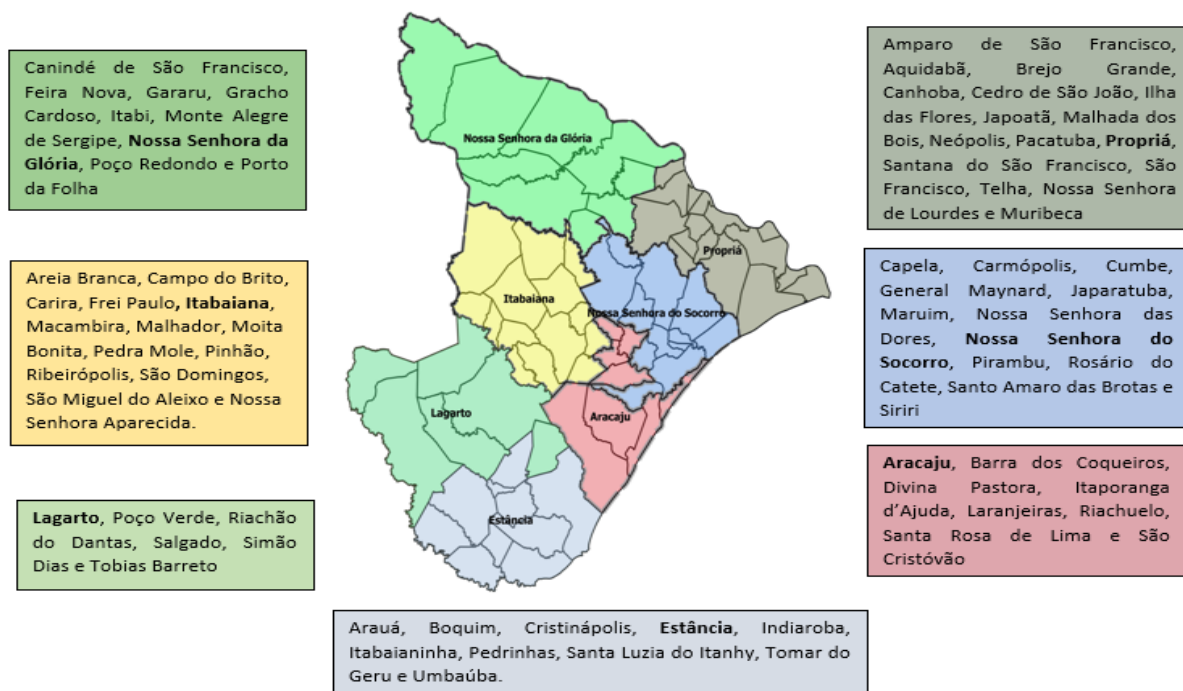 Canindé de São Francisco,
Feira Nova, Gararu, Gracho
Cardoso, Itabi, Monte Alegre
de Sergipe, Nossa Senhora da
Glória, Poço Redondo e Porto
da Folha
Areia Branca, Campo do Brito,
Carira, Frei Paulo, Itabaiana,
Macambira, Malhador, Moita
Bonita, Pedra Mole, Pinhão,
Ribeirópolis, São Domingos,
São Miguel do Aleixo e Nossa
Senhora Aparecida.
Lagarto, Poço Verde, Riachão
do Dantas, Salgado, Simão
Dias e Tobias Barreto
Nossa Senhora da Glória
Propriá
Itabaiana
Nossa Senhora do Socorro
Lagarto
Aracaju
Estância
Amparo de São Francisco,
Aquidabã, Brejo Grande,
Canhoba, Cedro de São João, Ilha
das Flores, Japoatã, Malhada dos
Bois, Neópolis, Pacatuba, Propriá,
Santana do São Francisco, São
Francisco, Telha, Nossa Senhora
de Lourdes e Muribeca
Capela, Carmópolis, Cumbe,
General Maynard, Japaratuba,
Maruim, Nossa Senhora das
Dores, Nossa Senhora do
Socorro, Pirambu, Rosário do
Catete, Santo Amaro das Brotas e
Siriri
Aracaju, Barra dos Coqueiros,
Divina Pastora, Itaporanga
d’Ajuda, Laranjeiras, Riachuelo,
Santa Rosa de Lima e São
Cristóvão
Arauá, Boquim, Cristinápolis, Estância, Indiaroba,
Itabaianinha, Pedrinhas, Santa Luzia do Itanhy, Tomar do
Geru e Umbaúba.